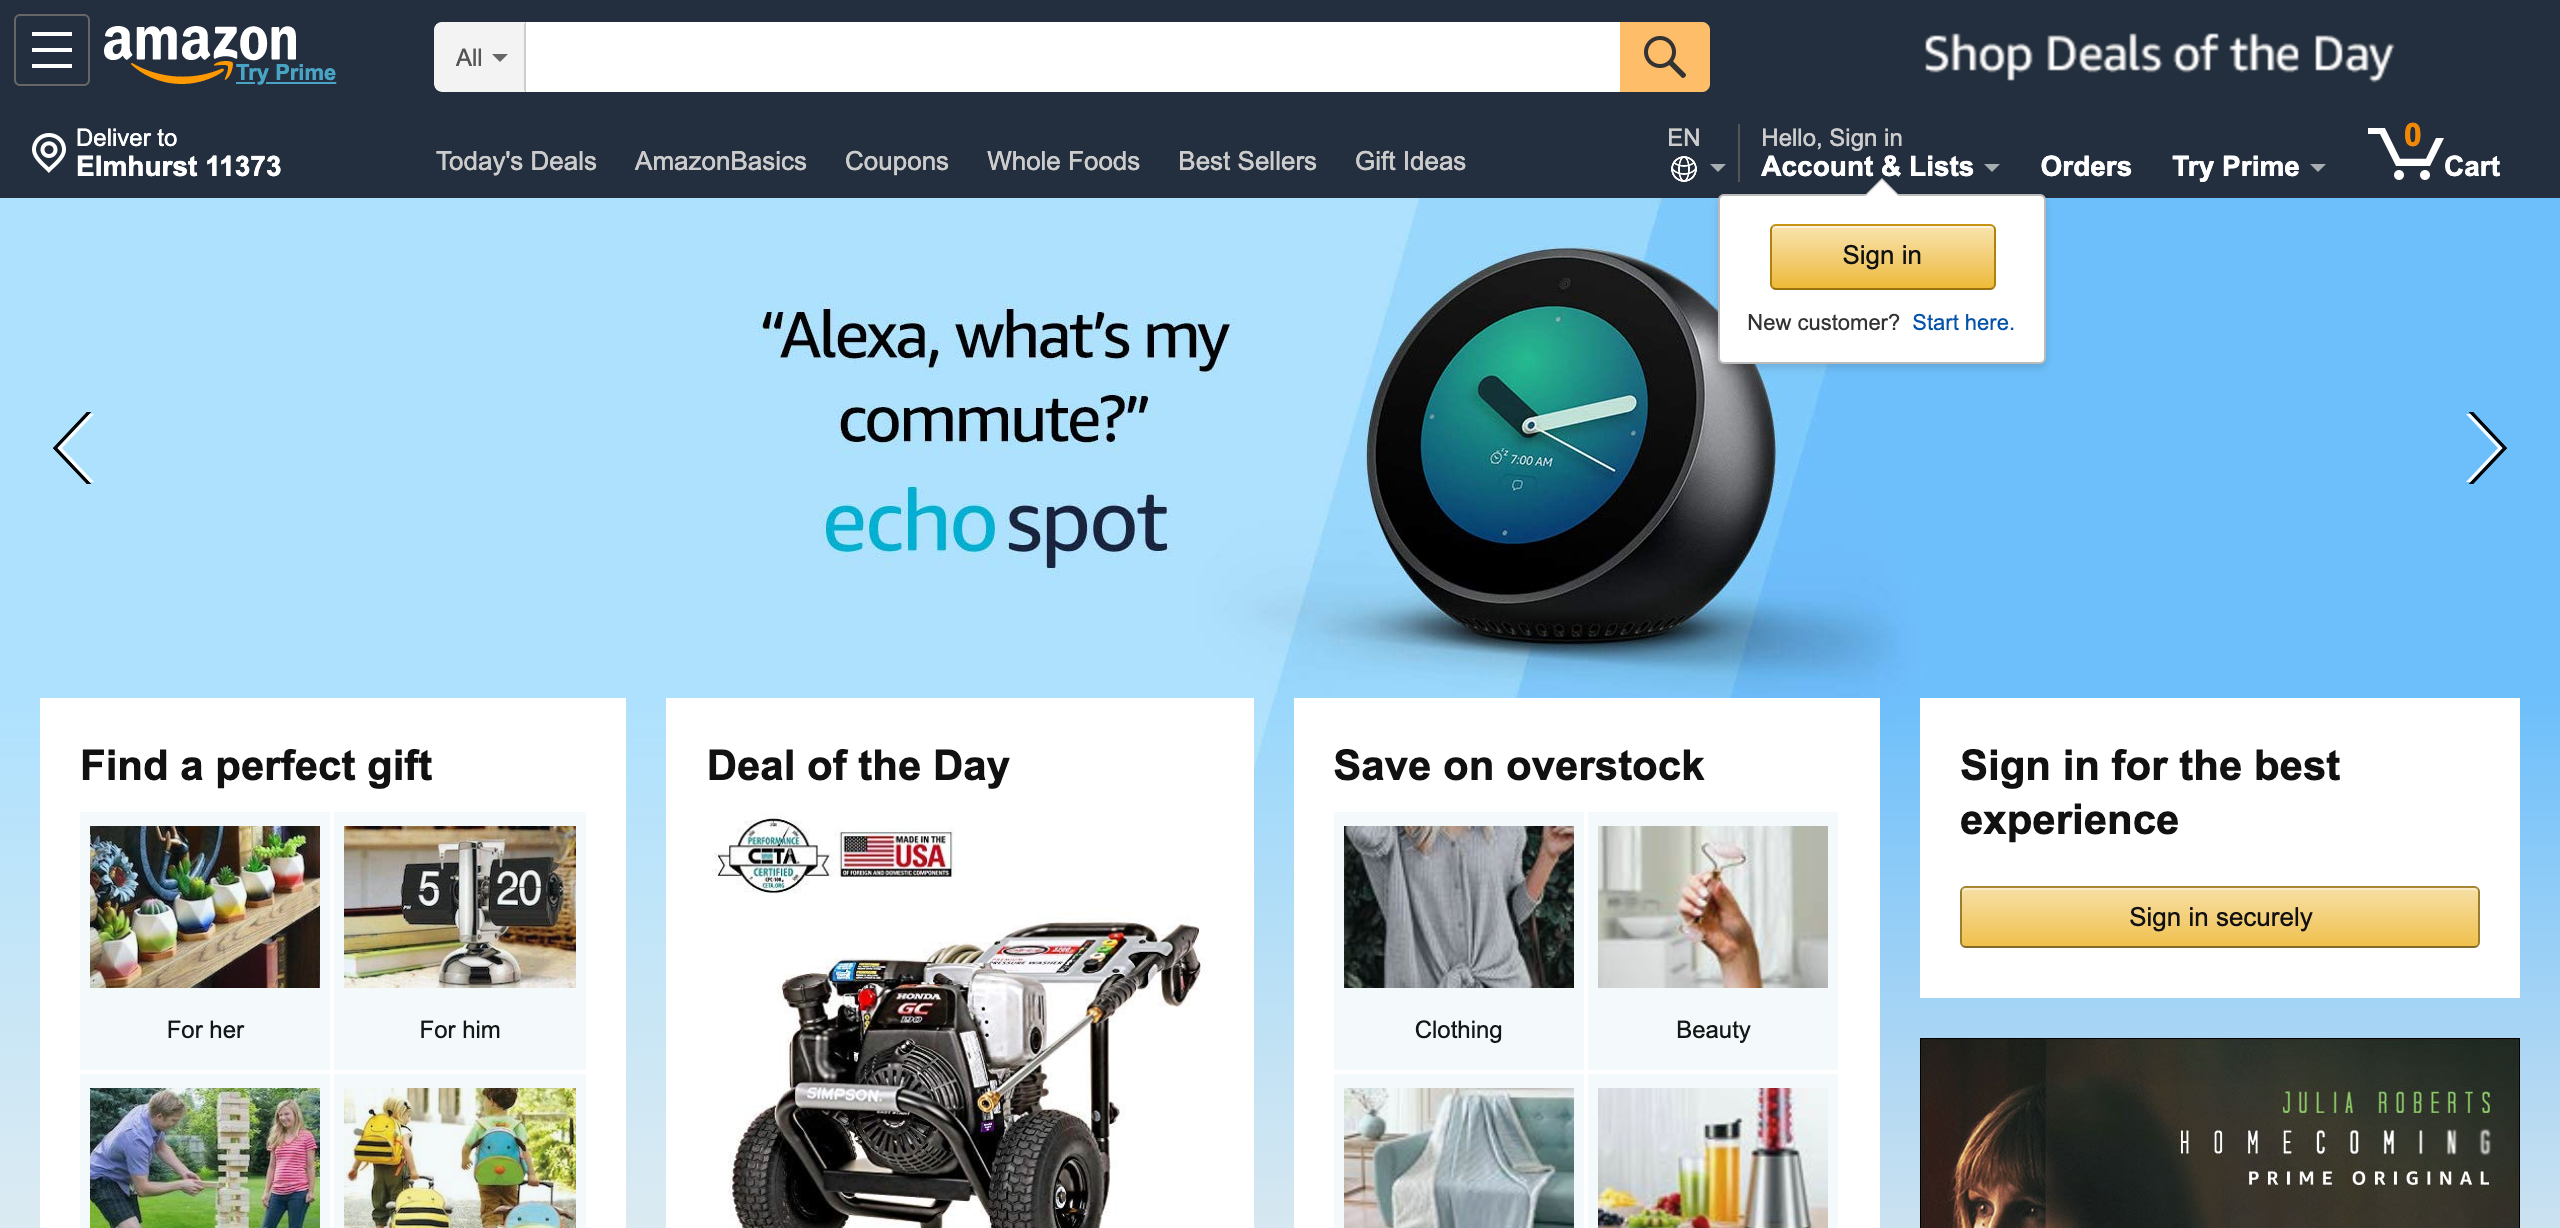 amazon
Try Prime
All
Shop Deals of the Day
Deliver to
Elmhurst 11373
Today's Deals
AmazonBasics
Coupons
Whole Foods
Best Sellers
Gift Ideas
EN
Hello, Sign in
Account & Lists
Orders
Try Prime
0
Cart
Sign in
New customer? Start here.
“Alexa, what’s my
commute?”
echo spot
7:00 AM
Find a perfect gift
5 20
For her
For him
Deal of the Day
PERFORMANCE
CETA
CERTIFIED
CETA.ORG
MADE IN THE
USA
OF FOREIGN AND DOMESTIC COMPONENTS
PRESSURE WASHER
HONDA
GC
190
SIMPSON
Save on overstock
Clothing
Beauty
Sign in for the best
experience
Sign in securely
JULIA ROBERTS
HOMECOMING
PRIME ORIGINAL